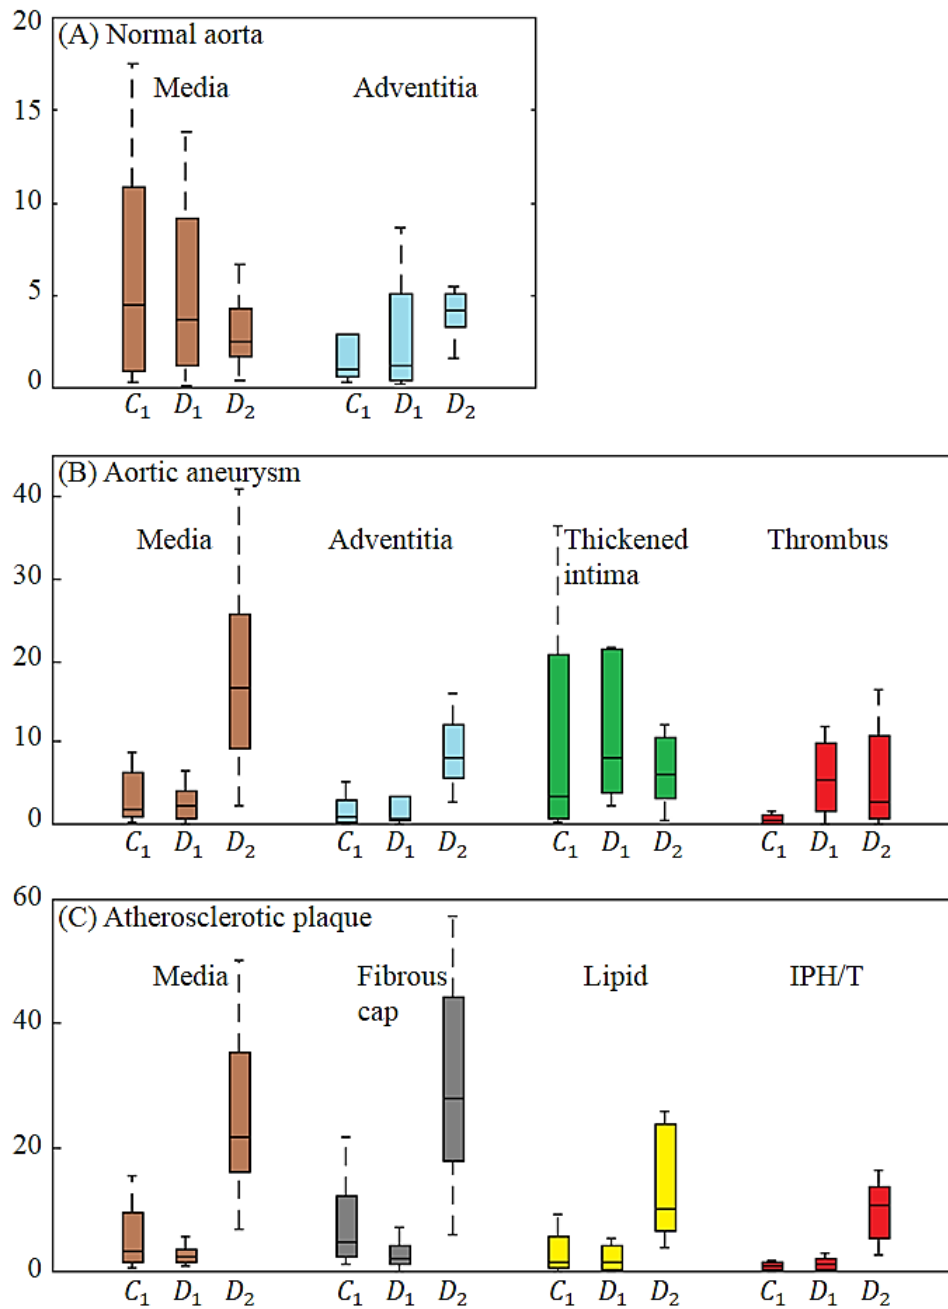 20
(A) Normal aorta
Media Adventitia
15
10
5
0
C₁ D₁ D₂ C₁ D₁ D₂
(B) Aortic aneurysm
40
Media Adventitia Thickened intima Thrombus
30
20
10
0
C₁ D₁ D₂ C₁ D₁ D₂ C₁ D₁ D₂ C₁ D₁ D₂
60
(C) Atherosclerotic plaque
Media Fibrous cap Lipid IPH/T
40
20
0
C₁ D₁ D₂ C₁ D₁ D₂ C₁ D₁ D₂ C₁ D₁ D₂